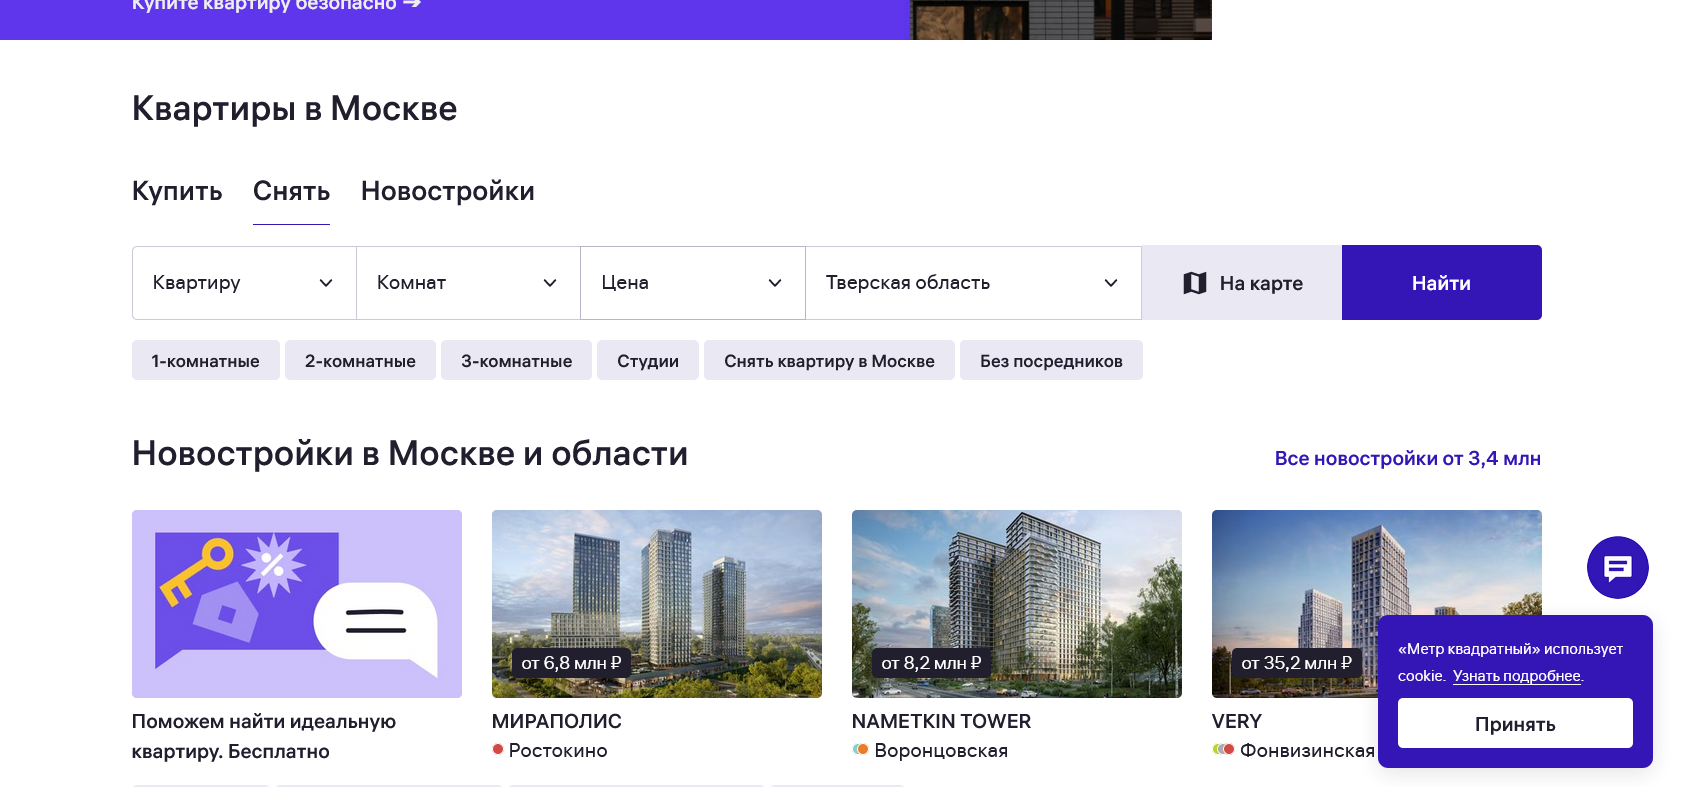 Купите квартиру безопасно →
Квартиры в Москве
Купить Снять Новостройки
Квартиру Комнат Цена Тверская область На карте Найти
1-комнатные 2-комнатные 3-комнатные Студии Снять квартиру в Москве Без посредников
Новостройки в Москве и области
Все новостройки от 3,4 млн
от 6,8 млн ₽
от 8,2 млн ₽
от 35,2 млн ₽
Поможем найти идеальную
квартиру. Бесплатно
МИРАПОЛИС
Ростокино
NAMETKIN TOWER
Воронцовская
VERY
Фонвизинская
«Метр квадратный» использует
cookie. Узнать подробнее.
Принять